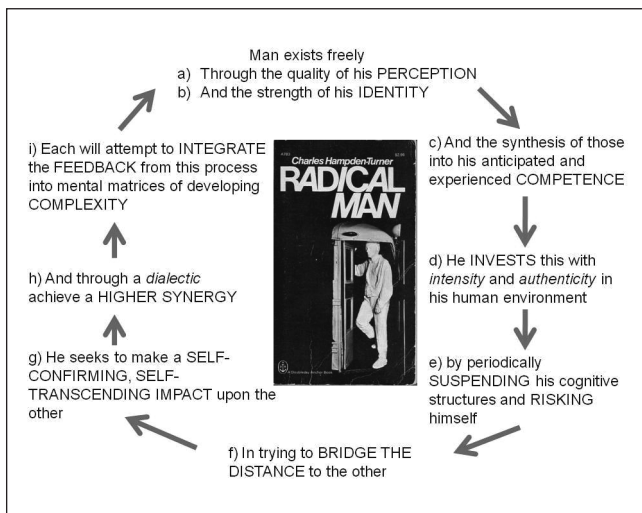 Man exists freely
a) Through the quality of his PERCEPTION
b) And the strength of his IDENTITY
c) And the synthesis of those
into his anticipated and
experienced COMPETENCE
d) He INVESTS this with
intensity and authenticity in
his human environment
e) by periodically
SUSPENDING his cognitive
structures and RISKING
himself
f) In trying to BRIDGE THE
DISTANCE to the other
g) He seeks to make a SELF-
CONFIRMING, SELF-
TRANSCENDING IMPACT upon the
other
h) And through a dialectic
achieve a HIGHER SYNERGY
i) Each will attempt to INTEGRATE
the FEEDBACK from this process
into mental matrices of developing
COMPLEXITY
Charles Hampden-Turner
RADICAL
MAN